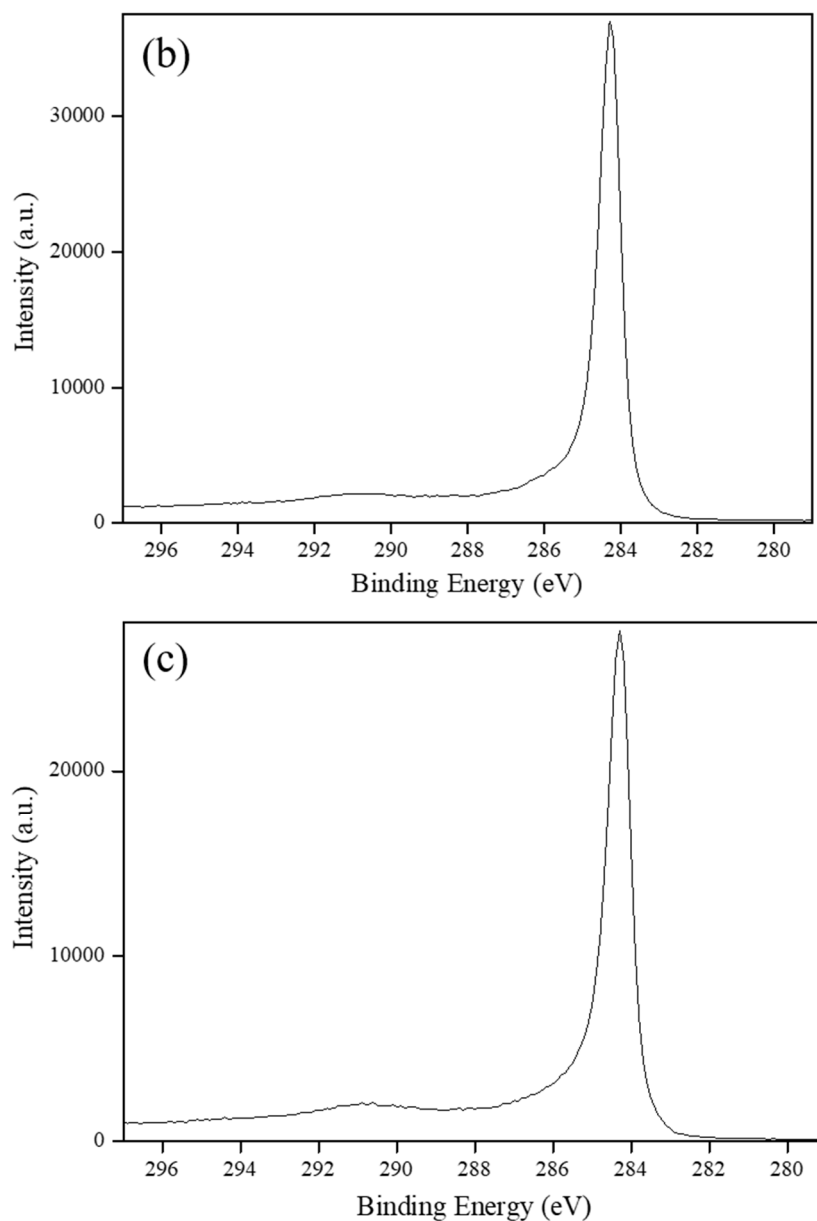 (b)
Intensity (a.u.)
30000
20000
10000
0
296 294 292 290 288 286 284 282 280
Binding Energy (eV)
(c)
Intensity (a.u.)
20000
10000
0
296 294 292 290 288 286 284 282 280
Binding Energy (eV)